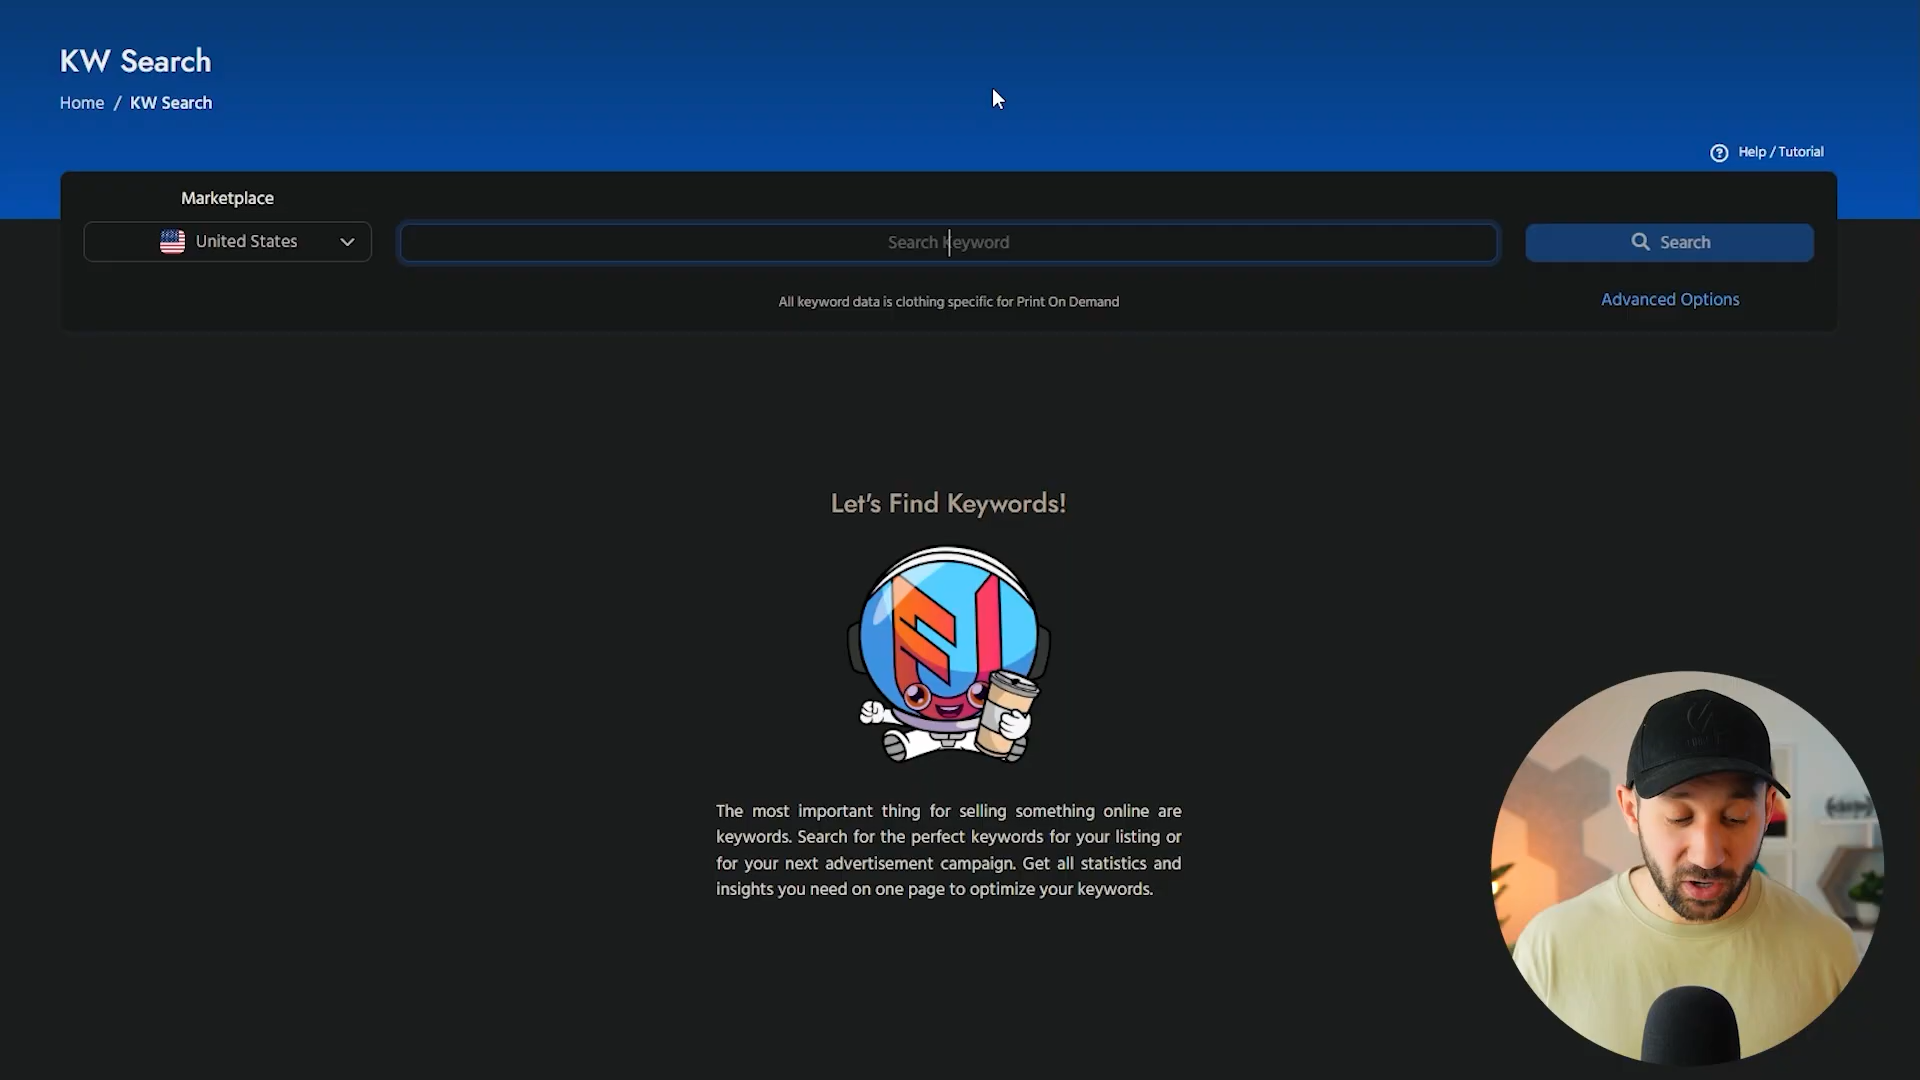 KW Search
Home / KW Search
Help / Tutorial
Marketplace
United States
Search Keyword
Search
All keyword data is clothing specific for Print On Demand
Advanced Options
Let's Find Keywords!
The most important thing for selling something online are
keywords. Search for the perfect keywords for your listing or
for your next advertisement campaign. Get all statistics and
insights you need on one page to optimize your keywords.